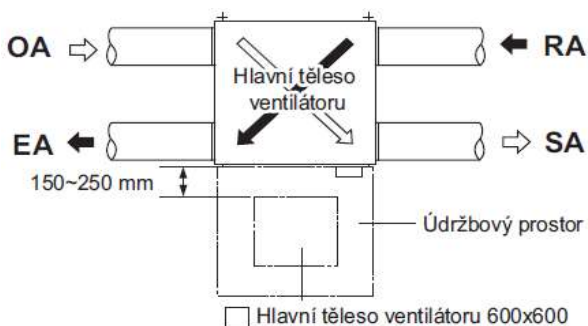 OA
RA
Hlavní těleso
ventilátoru
EA
SA
150~250 mm
Údržbový prostor
Hlavní těleso ventilátoru 600x600